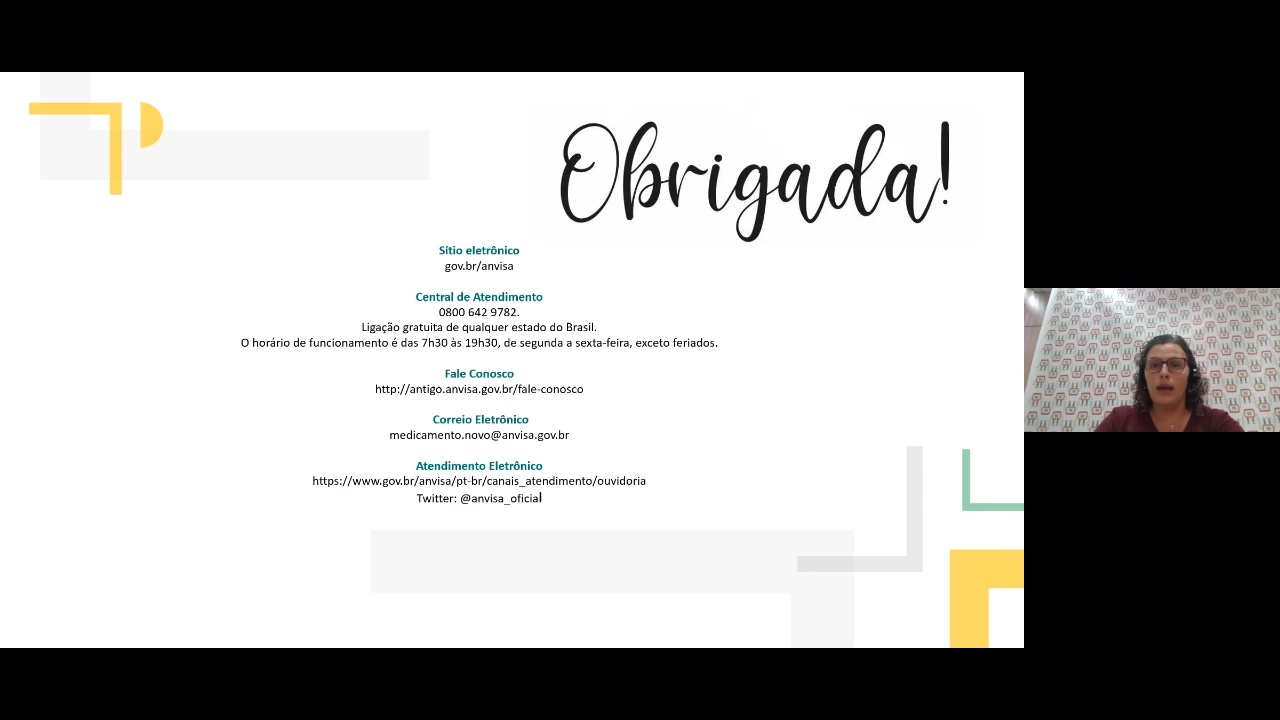 Obrigada!
Sítio eletrônico
gov.br/anvisa
Central de Atendimento
0800 642 9782.
Ligação gratuita de qualquer estado do Brasil.
O horário de funcionamento é das 7h30 às 19h30, de segunda a sexta-feira, exceto feriados.
Fale Conosco
http://antigo.anvisa.gov.br/fale-conosco
Correio Eletrônico
medicamento.novo@anvisa.gov.br
Atendimento Eletrônico
https://www.gov.br/anvisa/pt-br/canais_atendimento/ouvidoria
Twitter: @anvisa_oficial